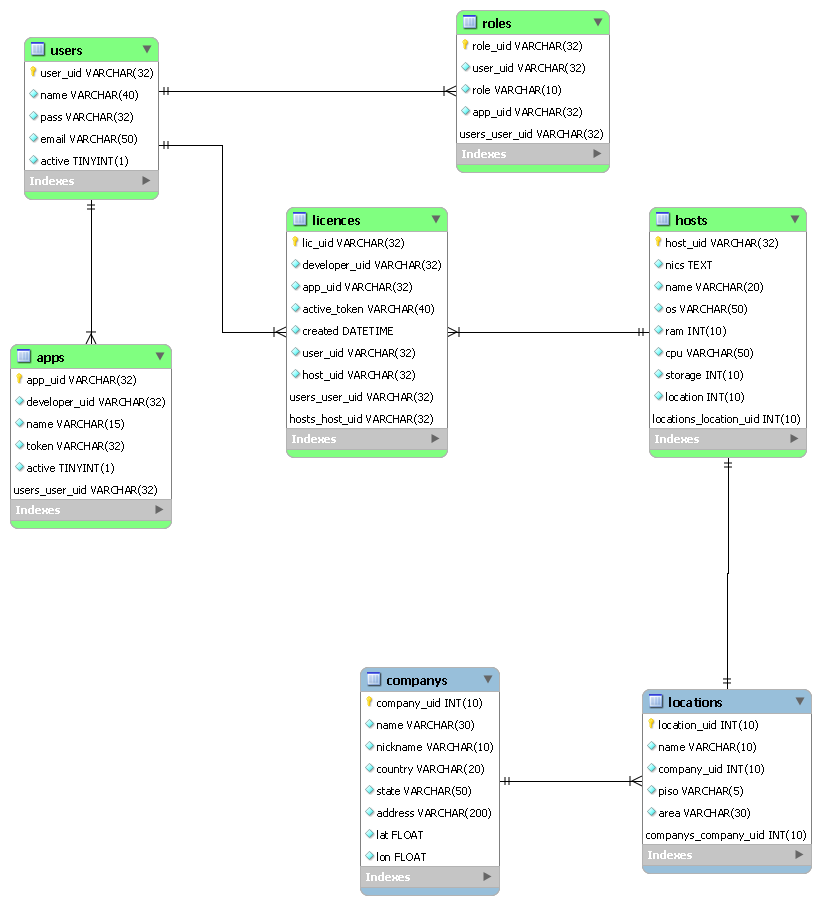 users
user_uid VARCHAR(32)
name VARCHAR(40)
pass VARCHAR(32)
email VARCHAR(50)
active TINYINT(1)
Indexes
roles
role_uid VARCHAR(32)
user_uid VARCHAR(32)
role VARCHAR(10)
app_uid VARCHAR(32)
users_user_uid VARCHAR(32)
Indexes
licences
lic_uid VARCHAR(32)
developer_uid VARCHAR(32)
app_uid VARCHAR(32)
active_token VARCHAR(40)
created DATETIME
user_uid VARCHAR(32)
host_uid VARCHAR(32)
users_user_uid VARCHAR(32)
hosts_host_uid VARCHAR(32)
Indexes
hosts
host_uid VARCHAR(32)
nics TEXT
name VARCHAR(20)
os VARCHAR(50)
ram INT(10)
cpu VARCHAR(50)
storage INT(10)
location INT(10)
locations_location_uid INT(10)
Indexes
apps
app_uid VARCHAR(32)
developer_uid VARCHAR(32)
name VARCHAR(15)
token VARCHAR(32)
active TINYINT(1)
users_user_uid VARCHAR(32)
Indexes
companys
company_uid INT(10)
name VARCHAR(30)
nickname VARCHAR(10)
country VARCHAR(20)
state VARCHAR(50)
address VARCHAR(200)
lat FLOAT
lon FLOAT
Indexes
locations
location_uid INT(10)
name VARCHAR(10)
company_uid INT(10)
piso VARCHAR(5)
area VARCHAR(30)
companys_company_uid INT(10)
Indexes